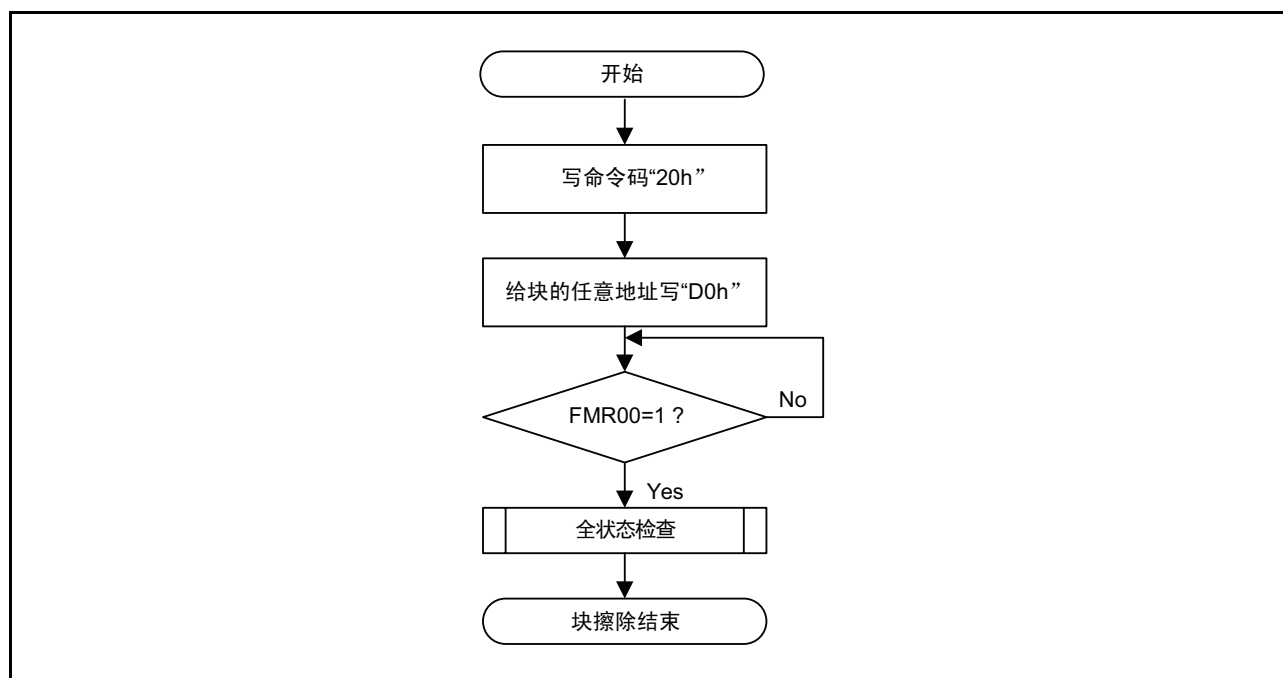 开始
写命令码“20h”
给块的任意地址写“D0h”
FMR00=1 ?
No
Yes
全状态检查
块擦除结束